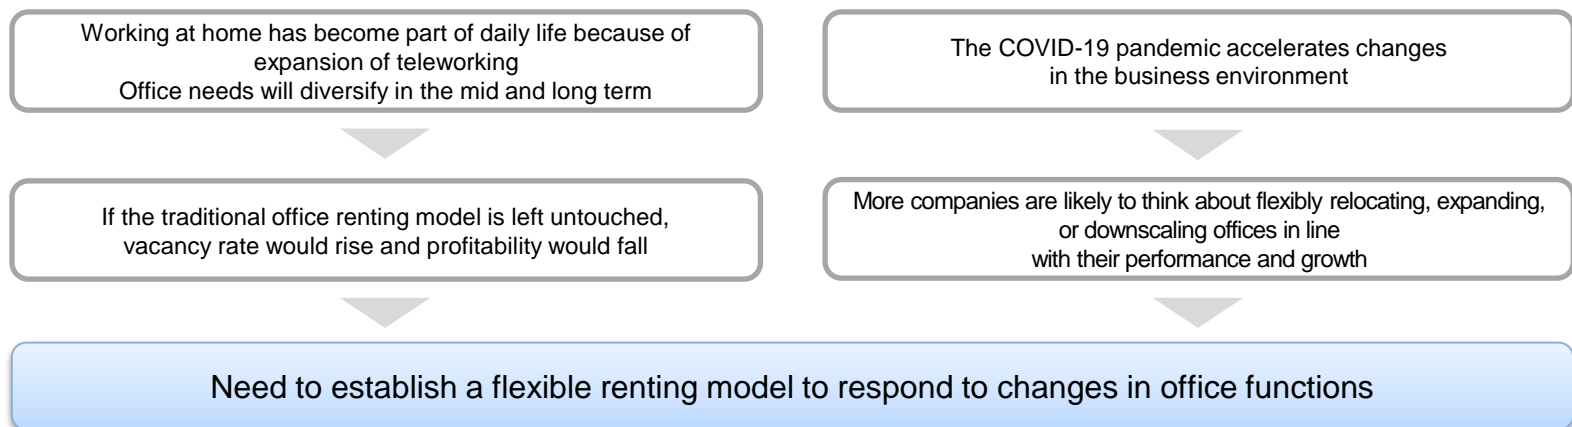 Working at home has become part of daily life because of
expansion of teleworking
Office needs will diversify in the mid and long term
If the traditional office renting model is left untouched,
vacancy rate would rise and profitability would fall
The COVID-19 pandemic accelerates changes
in the business environment
More companies are likely to think about flexibly relocating, expanding,
or downscaling offices in line
with their performance and growth
Need to establish a flexible renting model to respond to changes in office functions